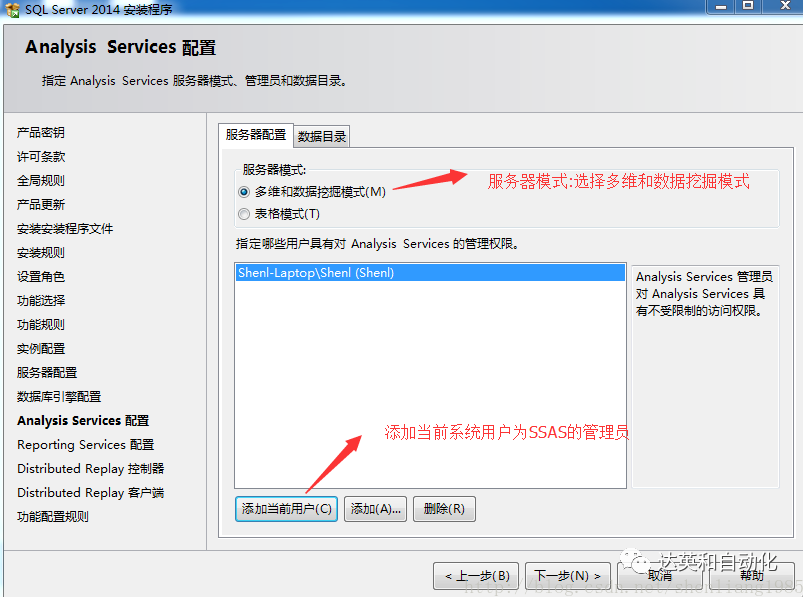 SQL Server 2014 安装程序
Analysis Services 配置
指定 Analysis Services 服务器模式、管理员和数据目录。
产品密钥
许可条款
全局规则
产品更新
安装安装程序文件
安装规则
设置角色
功能选择
功能规则
实例配置
服务器配置
数据库引擎配置
Analysis Services 配置
Reporting Services 配置
Distributed Replay 控制器
Distributed Replay 客户端
功能配置规则
服务器配置 数据目录
服务器模式:
多维和数据挖掘模式(M)
服务器模式:选择多维和数据挖掘模式
表格模式(T)
指定哪些用户具有对 Analysis Services 的管理权限。
Shenl-Laptop\Shenl (Shenl)
Analysis Services 管理员
对 Analysis Services 具
有不受限制的访问权限。
添加当前系统用户为SSAS的管理员
添加当前用户(C) 添加(A)... 删除(R)
达英和自动化
< 上一步(B) 下一步(N) > 取消 帮助
http://blog.csdn.net/shenliang1985